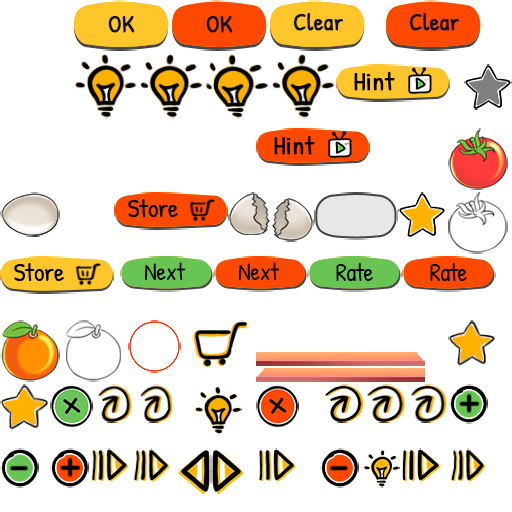 OK OK Clear Clear
Hint
Hint
Store
Store Next Next Rate Rate